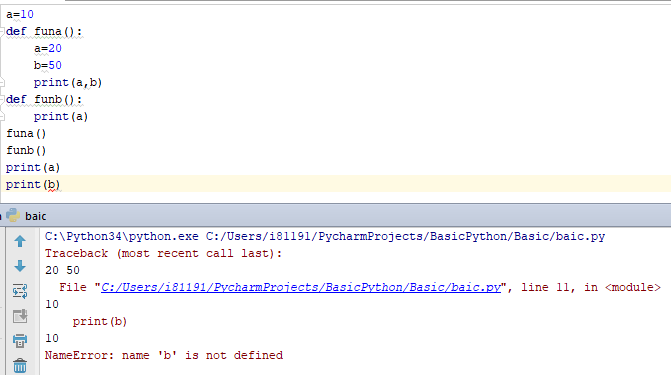 a=10
def funa():
    a=20
    b=50
    print(a,b)
def funb():
    print(a)
funa()
funb()
print(a)
print(b)
baic
C:\Python34\python.exe C:/Users/i81191/PycharmProjects/BasicPython/Basic/baic.py
Traceback (most recent call last):
20 50
  File "C:/Users/i81191/PycharmProjects/BasicPython/Basic/baic.py", line 11, in <module>
10
    print(b)
10
NameError: name 'b' is not defined